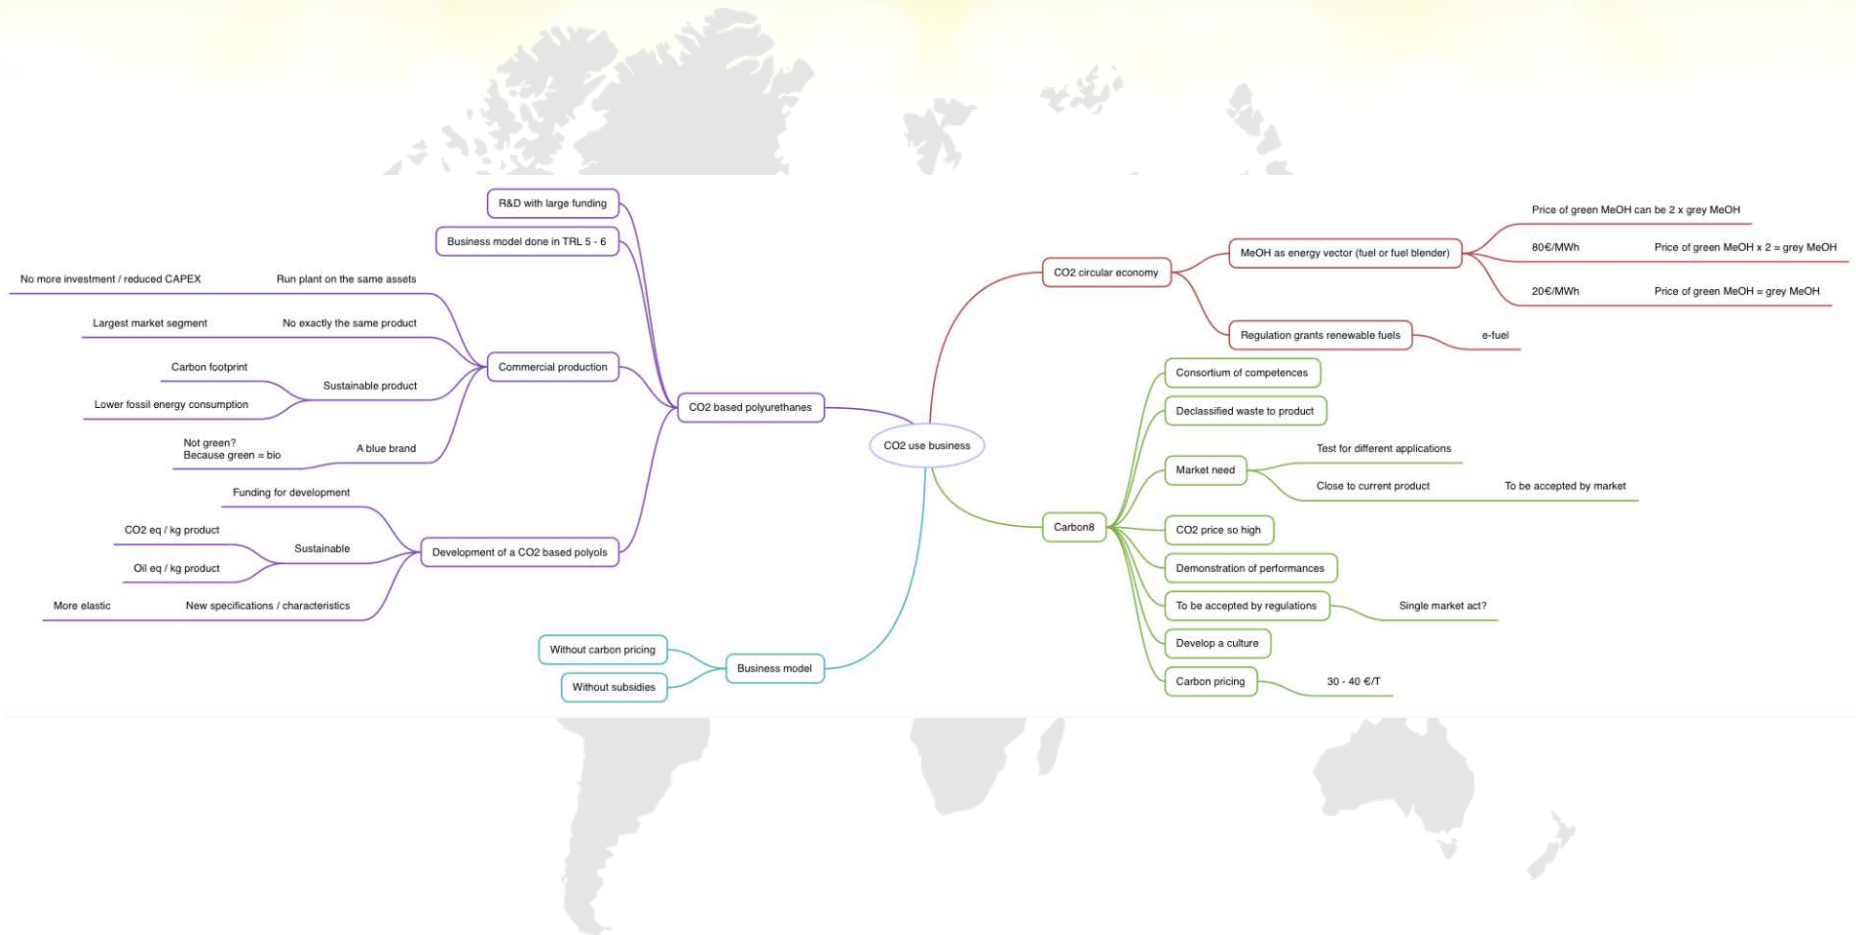 CO2 use business
CO2 based polyurethanes
R&D with large funding
Business model done in TRL 5 - 6
Commercial production
Run plant on the same assets
No more investment / reduced CAPEX
No exactly the same product
Largest market segment
Sustainable product
Carbon footprint
Lower fossil energy consumption
A blue brand
Not green?
Because green = bio
Development of a CO2 based polyols
Funding for development
Sustainable
CO2 eq / kg product
Oil eq / kg product
New specifications / characteristics
More elastic
Business model
Without carbon pricing
Without subsidies
CO2 circular economy
MeOH as energy vector (fuel or fuel blender)
Price of green MeOH can be 2 x grey MeOH
80€/MWh
Price of green MeOH x 2 = grey MeOH
20€/MWh
Price of green MeOH = grey MeOH
Regulation grants renewable fuels
e-fuel
Carbon8
Consortium of competences
Declassified waste to product
Market need
Test for different applications
Close to current product
To be accepted by market
CO2 price so high
Demonstration of performances
To be accepted by regulations
Single market act?
Develop a culture
Carbon pricing
30 - 40 €/T